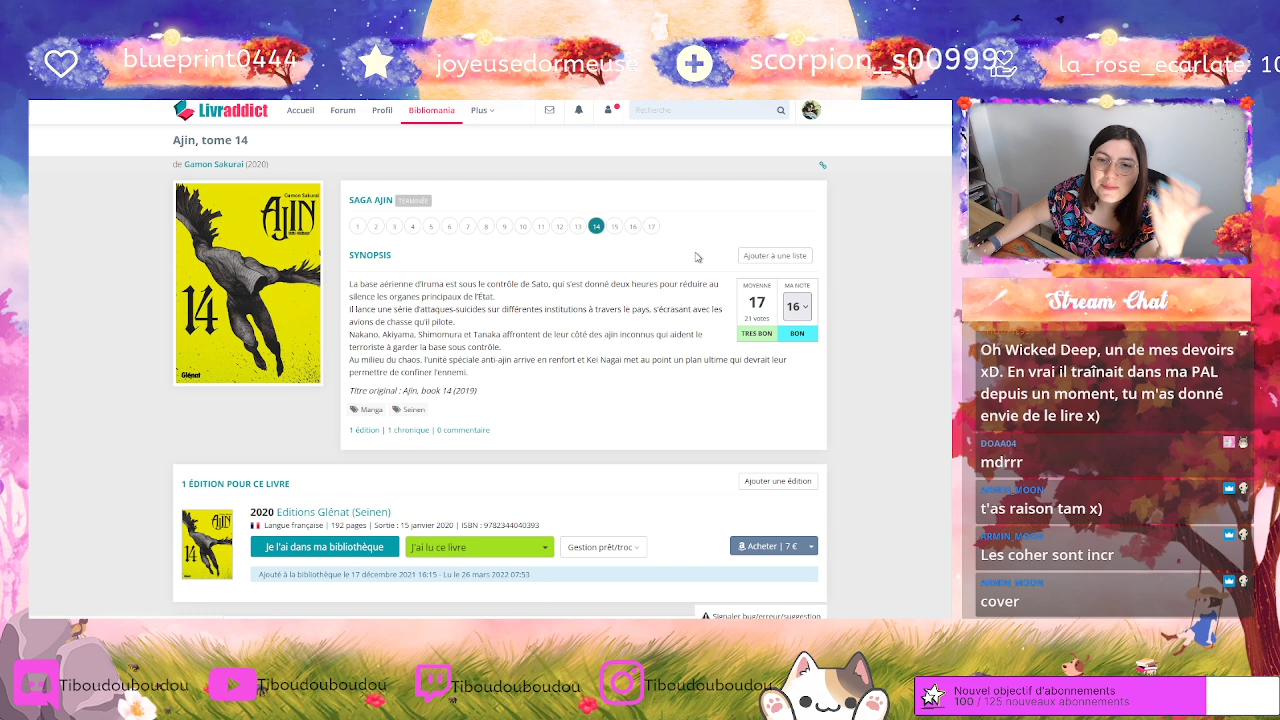 blueprint0444
joyeusedormeuse
scorpion_s00999
la_rose_ecarlate: 10
Livraddict
Accueil
Forum
Profil
Bibliomania
Plus
Recherche
Ajin, tome 14
de Gamon Sakurai (2020)
Gamon Sakurai
AJIN
14
Glénat
SAGA AJIN TERMINÉE
1 2 3 4 5 6 7 8 9 10 11 12 13 14 15 16 17
SYNOPSIS
Ajouter à une liste
La base aérienne d'Iruma est sous le contrôle de Sato, qui s'est donné deux heures pour réduire au
silence les organes principaux de l'État.
Il lance une série d'attaques-suicides sur différentes institutions à travers le pays, s'écrasant avec les
avions de chasse qu'il pilote.
Nakano, Akiyama, Shimomura et Tanaka affrontent de leur côté des ajin inconnus qui aident le
terroriste à garder la base sous contrôle.
Au milieu du chaos, l'unité spéciale anti-ajin arrive en renfort et Kei Nagai met au point un plan ultime qui devrait leur
permettre de confiner l'ennemi.
MOYENNE
17
21 votes
TRES BON
MA NOTE
16
BON
Titre original : Ajin, book 14 (2019)
Manga
Seinen
1 édition | 1 chronique | 0 commentaire
1 ÉDITION POUR CE LIVRE
Ajouter une édition
AJIN
14
2020 Editions Glénat (Seinen)
Langue française | 192 pages | Sortie : 15 janvier 2020 | ISBN : 9782344040393
Je l'ai dans ma bibliothèque
J'ai lu ce livre
Gestion prêt/troc
Acheter | 7 €
Ajouté à la bibliothèque le 17 décembre 2021 16:15 - Lu le 26 mars 2022 07:53
Signaler bug/erreur/suggestion
Stream Chat
Oh Wicked Deep, un de mes devoirs
xD. En vrai il traînait dans ma PAL
depuis un moment, tu m'as donné
envie de le lire x)
DOAA04
mdrrr
ARMIN_MOON
t'as raison tam x)
ARMIN_MOON
Les coher sont incr
ARMIN_MOON
cover
Tiboudouboudou
Tiboudouboudou
Tiboudouboudou
Tiboudouboudou
Nouvel objectif d'abonnements
100 / 125 nouveaux abonnements